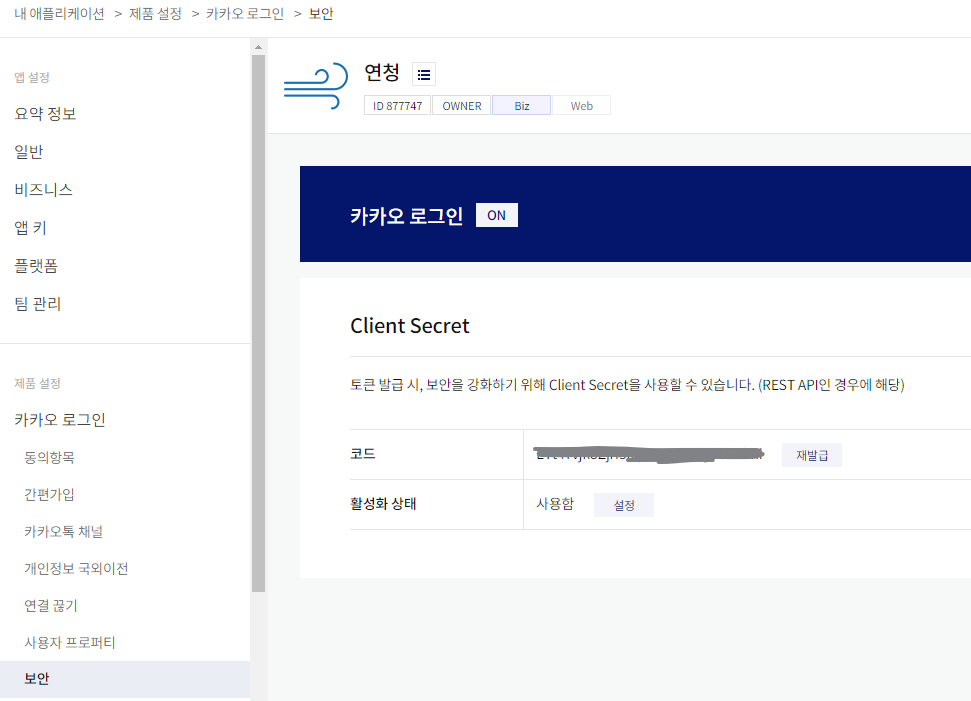 내 애플리케이션 > 제품 설정 > 카카오 로그인 > 보안
앱 설정
요약 정보
일반
비즈니스
앱 키
플랫폼
팀 관리
제품 설정
카카오 로그인
동의항목
간편가입
카카오톡 채널
개인정보 국외이전
연결 끊기
사용자 프로퍼티
보안
연청
ID 877747 OWNER Biz Web
카카오 로그인 ON
Client Secret
토큰 발급 시, 보안을 강화하기 위해 Client Secret을 사용할 수 있습니다. (REST API인 경우에 해당)
코드 재발급
활성화 상태 사용함 설정